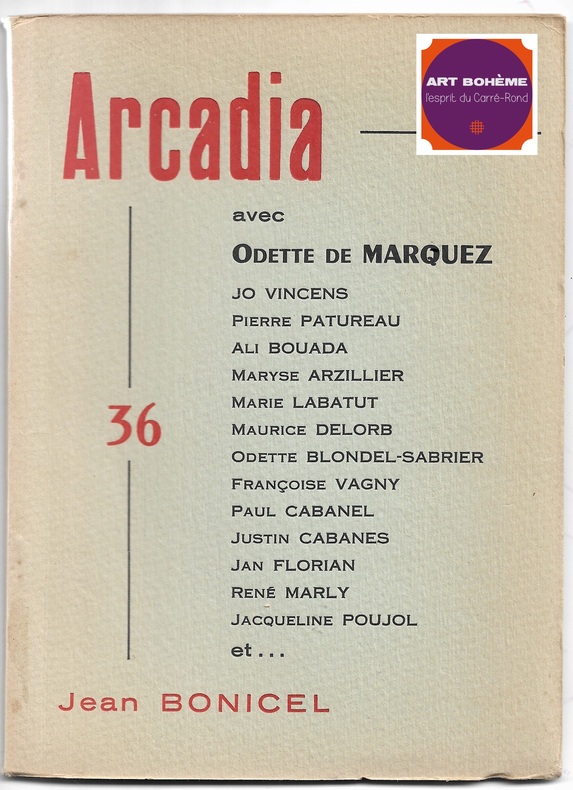 Arcadia
ART BOHÈME
l'esprit du Carré-Rond
avec
ODETTE DE MARQUEZ
JO VINCENS
PIERRE PATUREAU
ALI BOUADA
MARYSE ARZILLIER
MARIE LABATUT
MAURICE DELORB
ODETTE BLONDEL-SABRIER
FRANÇOISE VAGNY
PAUL CABANEL
JUSTIN CABANES
JAN FLORIAN
RENÉ MARLY
JACQUELINE POUJOL
et...
36
Jean BONICEL